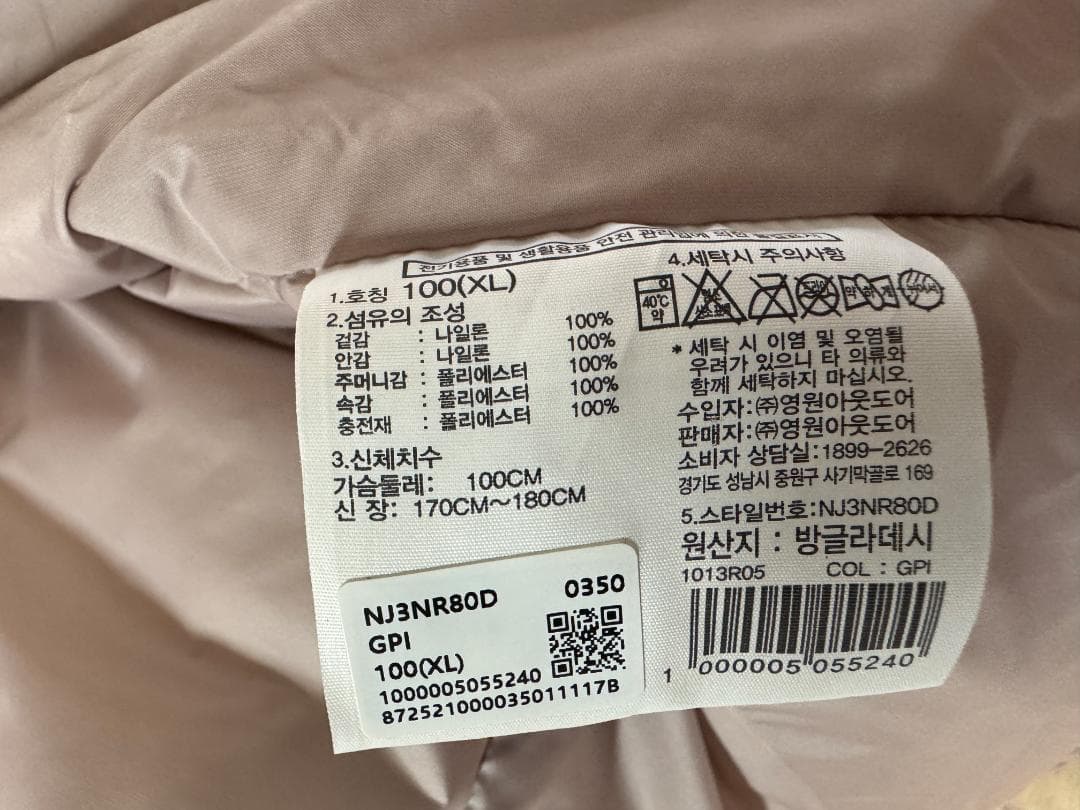 전기용품 및 생활용품 안전 관리법에 의한 품질표시
1.호칭 100(XL)
2.섬유의 조성
겉감 : 나일론 100%
안감 : 나일론 100%
주머니감 : 폴리에스터 100%
속감 : 폴리에스터 100%
충전재 : 폴리에스터 100%
3.신체치수
가슴둘레: 100CM
신 장: 170CM~180CM
4.세탁시 주의사항
40℃
약
* 세탁 시 이염 및 오염될
우려가 있으니 타 의류와
함께 세탁하지 마십시오.
수입자:㈜영원아웃도어
판매자:㈜영원아웃도어
소비자 상담실:1899-2626
경기도 성남시 중원구 사기막골로 169
5.스타일번호:NJ3NR80D
원산지 : 방글라데시
1013R05 COL : GPI
1 000005 055240
NJ3NR80D 0350
GPI
100(XL)
1000005055240
872521000035011117B